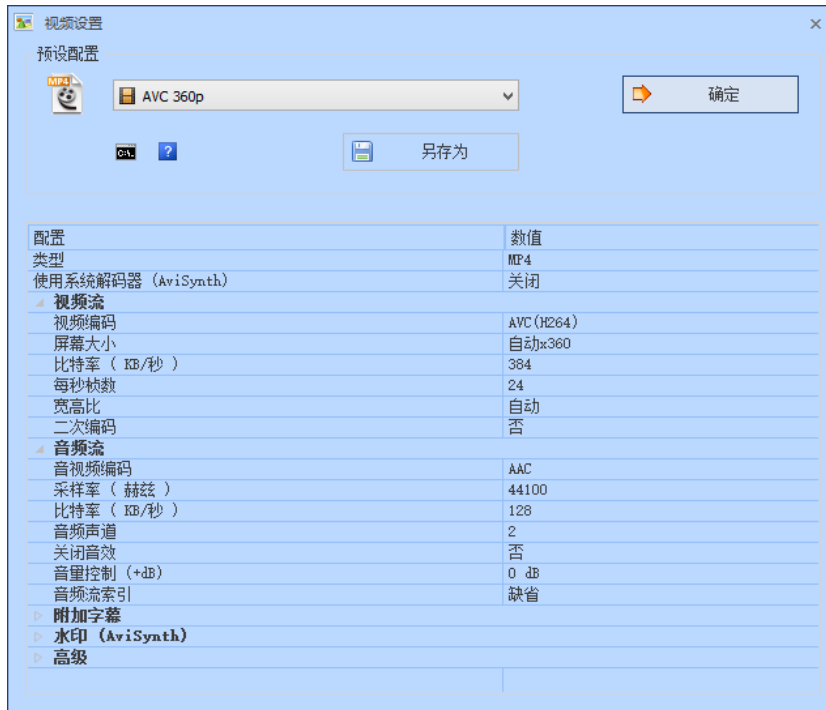 视频设置
预设配置
MP4
AVC 360p
确定
C:\.
?
另存为
配置 数值
类型 MP4
使用系统解码器 (AviSynth) 关闭
视频流
视频编码 AVC(H264)
屏幕大小 自动x360
比特率 ( KB/秒 ) 384
每秒桢数 24
宽高比 自动
二次编码 否
音频流
音视频编码 AAC
采样率 ( 赫兹 ) 44100
比特率 ( KB/秒 ) 128
音频声道 2
关闭音效 否
音量控制 (+dB) 0 dB
音频流索引 缺省
附加字幕
水印 (AviSynth)
高级